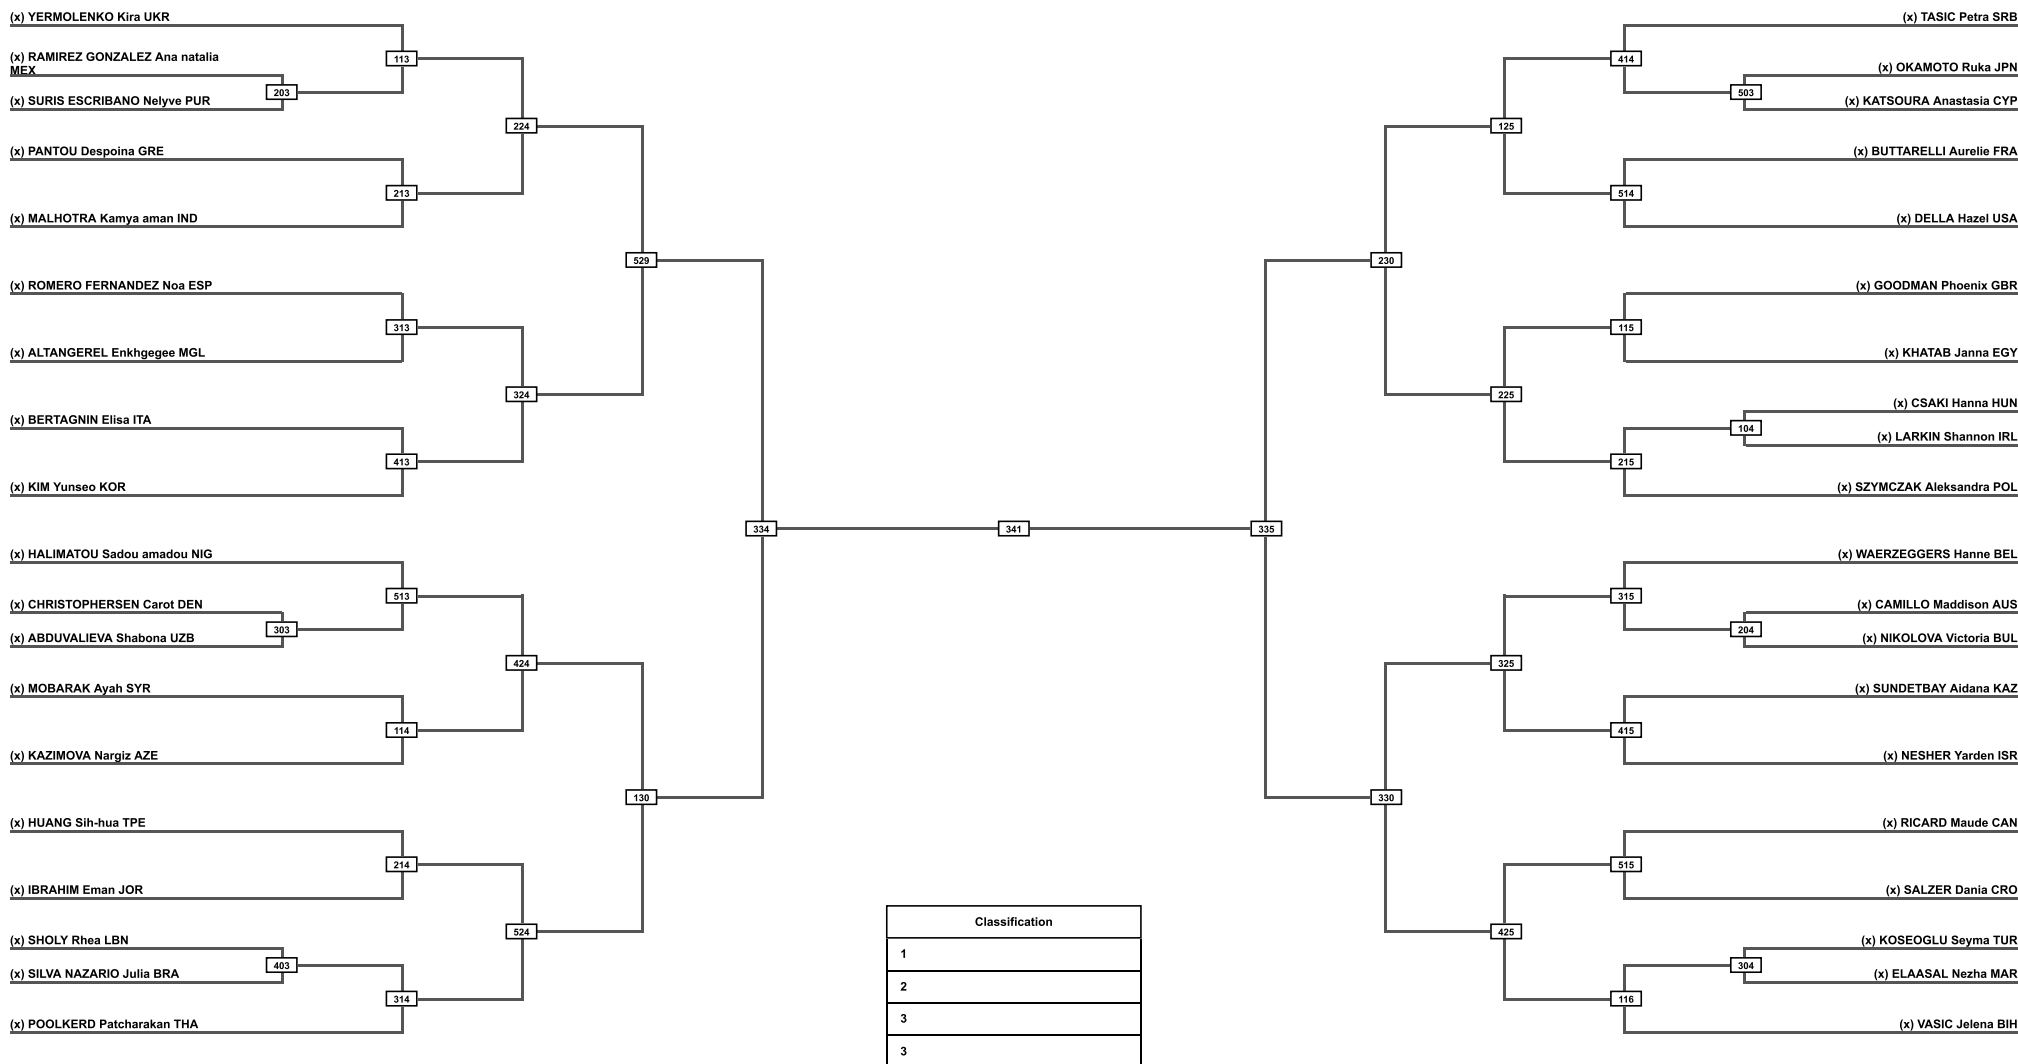 (x) YERMOLENKO Kira UKR
(x) RAMIREZ GONZALEZ Ana natalia
MEX
(x) SURIS ESCRIBANO Nelyve PUR
(x) PANTOU Despoina GRE
(x) MALHOTRA Kamya aman IND
(x) ROMERO FERNANDEZ Noa ESP
(x) ALTANGEREL Enkhgegee MGL
(x) BERTAGNIN Elisa ITA
(x) KIM Yunseo KOR
(x) HALIMATOU Sadou amadou NIG
(x) CHRISTOPHERSEN Carot DEN
(x) ABDUVALIEVA Shabona UZB
(x) MOBARAK Ayah SYR
(x) KAZIMOVA Nargiz AZE
(x) HUANG Sih-hua TPE
(x) IBRAHIM Eman JOR
(x) SHOLY Rhea LBN
(x) SILVA NAZARIO Julia BRA
(x) POOLKERD Patcharakan THA
203
303
403
113
213
313
413
513
114
214
314
224
324
424
524
529
130
334
341
335
230
330
125
225
325
425
414
514
115
215
315
415
515
116
503
104
204
304
(x) TASIC Petra SRB
(x) OKAMOTO Ruka JPN
(x) KATSOURA Anastasia CYP
(x) BUTTARELLI Aurelie FRA
(x) DELLA Hazel USA
(x) GOODMAN Phoenix GBR
(x) KHATAB Janna EGY
(x) CSAKI Hanna HUN
(x) LARKIN Shannon IRL
(x) SZYMCZAK Aleksandra POL
(x) WAERZEGGERS Hanne BEL
(x) CAMILLO Maddison AUS
(x) NIKOLOVA Victoria BUL
(x) SUNDETBAY Aidana KAZ
(x) NESHER Yarden ISR
(x) RICARD Maude CAN
(x) SALZER Dania CRO
(x) KOSEOGLU Seyma TUR
(x) ELAASAL Nezha MAR
(x) VASIC Jelena BIH
Classification
1
2
3
3